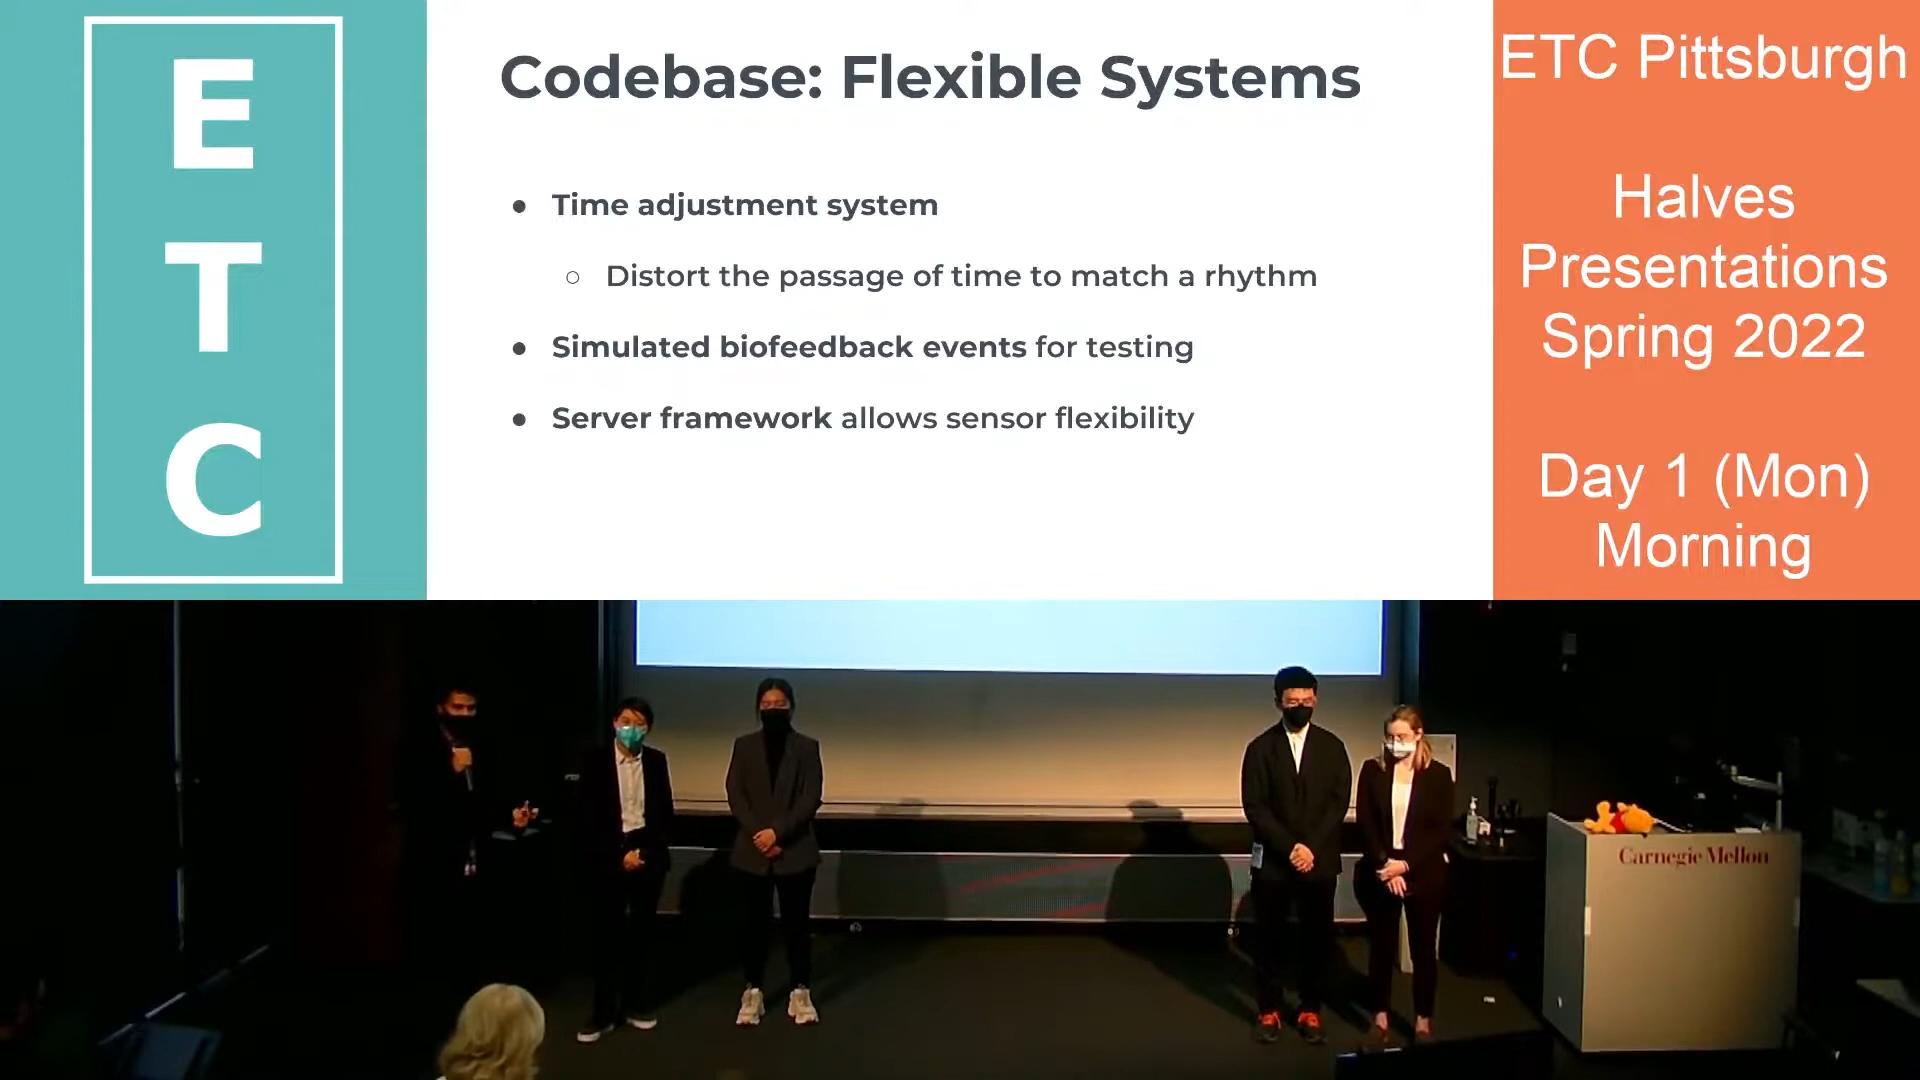 E
T
C
Codebase: Flexible Systems
● Time adjustment system
○ Distort the passage of time to match a rhythm
● Simulated biofeedback events for testing
● Server framework allows sensor flexibility
ETC Pittsburgh
Halves
Presentations
Spring 2022
Day 1 (Mon)
Morning
Carnegie Mellon